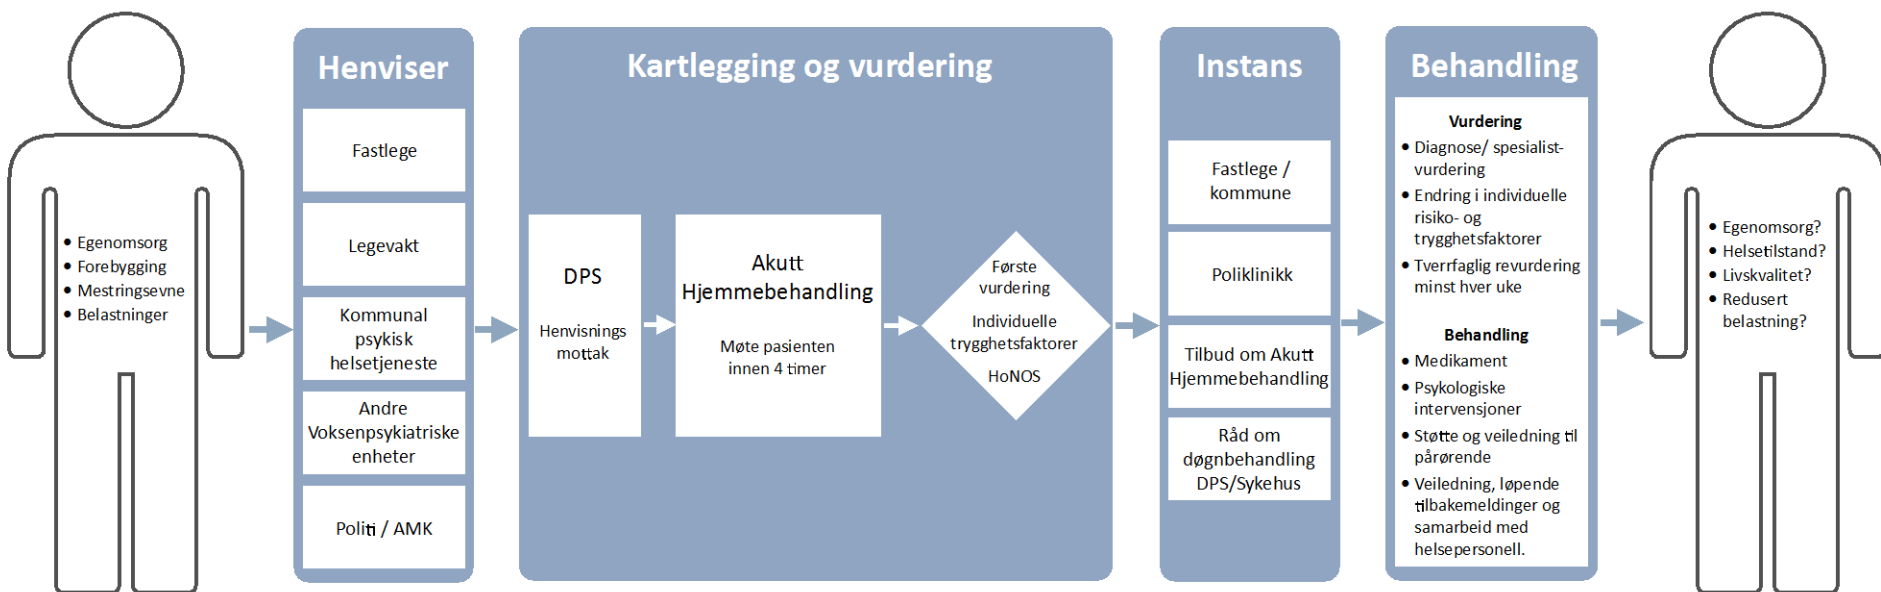 • Egenomsorg
• Forebygging
• Mestringsevne
• Belastninger
Henviser
Fastlege
Legevakt
Kommunal
psykisk
helsetjeneste
Andre
Voksenpsykiatriske
enheter
Politi / AMK
Kartlegging og vurdering
DPS
Henvisnings
mottak
Akutt
Hjemmebehandling
Møte pasienten
innen 4 timer
Første
vurdering
Individuelle
trygghetsfaktorer
HoNOS
Instans
Fastlege /
kommune
Poliklinikk
Tilbud om Akutt
Hjemmebehandling
Råd om
døgnbehandling
DPS/Sykehus
Behandling
Vurdering
• Diagnose/ spesialist-
vurdering
• Endring i individuelle
risiko- og
trygghetsfaktorer
• Tverrfaglig revurdering
minst hver uke
Behandling
• Medikament
• Psykologiske
intervensjoner
• Støtte og veiledning til
pårørende
• Veiledning, løpende
tilbakemeldinger og
samarbeid med
helsepersonell.
• Egenomsorg?
• Helsetilstand?
• Livskvalitet?
• Redusert
belastning?